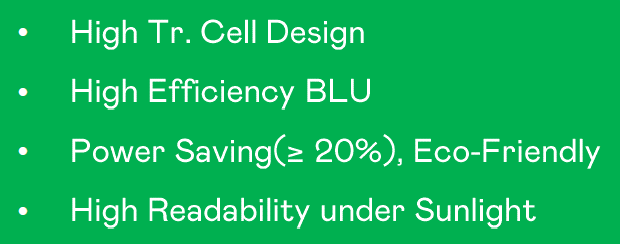 • High Tr. Cell Design
• High Efficiency BLU
• Power Saving(≥ 20%), Eco-Friendly
• High Readability under Sunlight